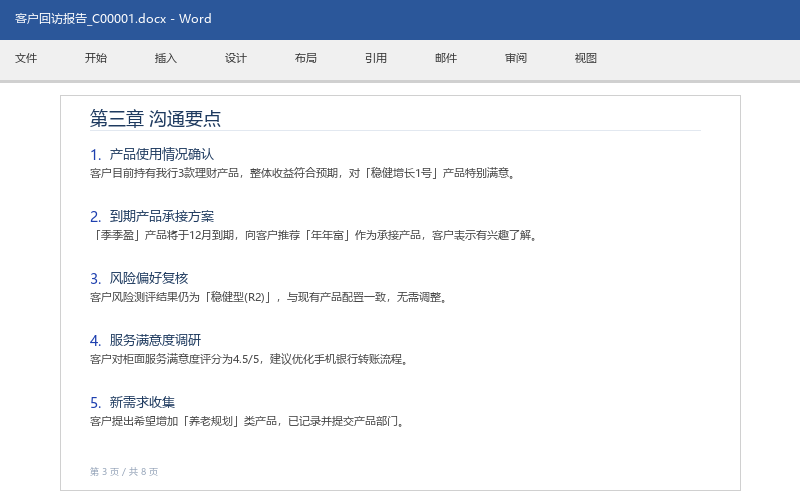 客户回访报告_C00001.docx - Word
文件 开始 插入 设计 布局 引用 邮件 审阅 视图
第三章 沟通要点
1. 产品使用情况确认
客户目前持有我行3款理财产品，整体收益符合预期，对「稳健增长1号」产品特别满意。
2. 到期产品承接方案
「季季盈」产品将于12月到期，向客户推荐「年年富」作为承接产品，客户表示有兴趣了解。
3. 风险偏好复核
客户风险测评结果仍为「稳健型(R2)」，与现有产品配置一致，无需调整。
4. 服务满意度调研
客户对柜面服务满意度评分为4.5/5，建议优化手机银行转账流程。
5. 新需求收集
客户提出希望增加「养老规划」类产品，已记录并提交产品部门。
第 3 页 / 共 8 页